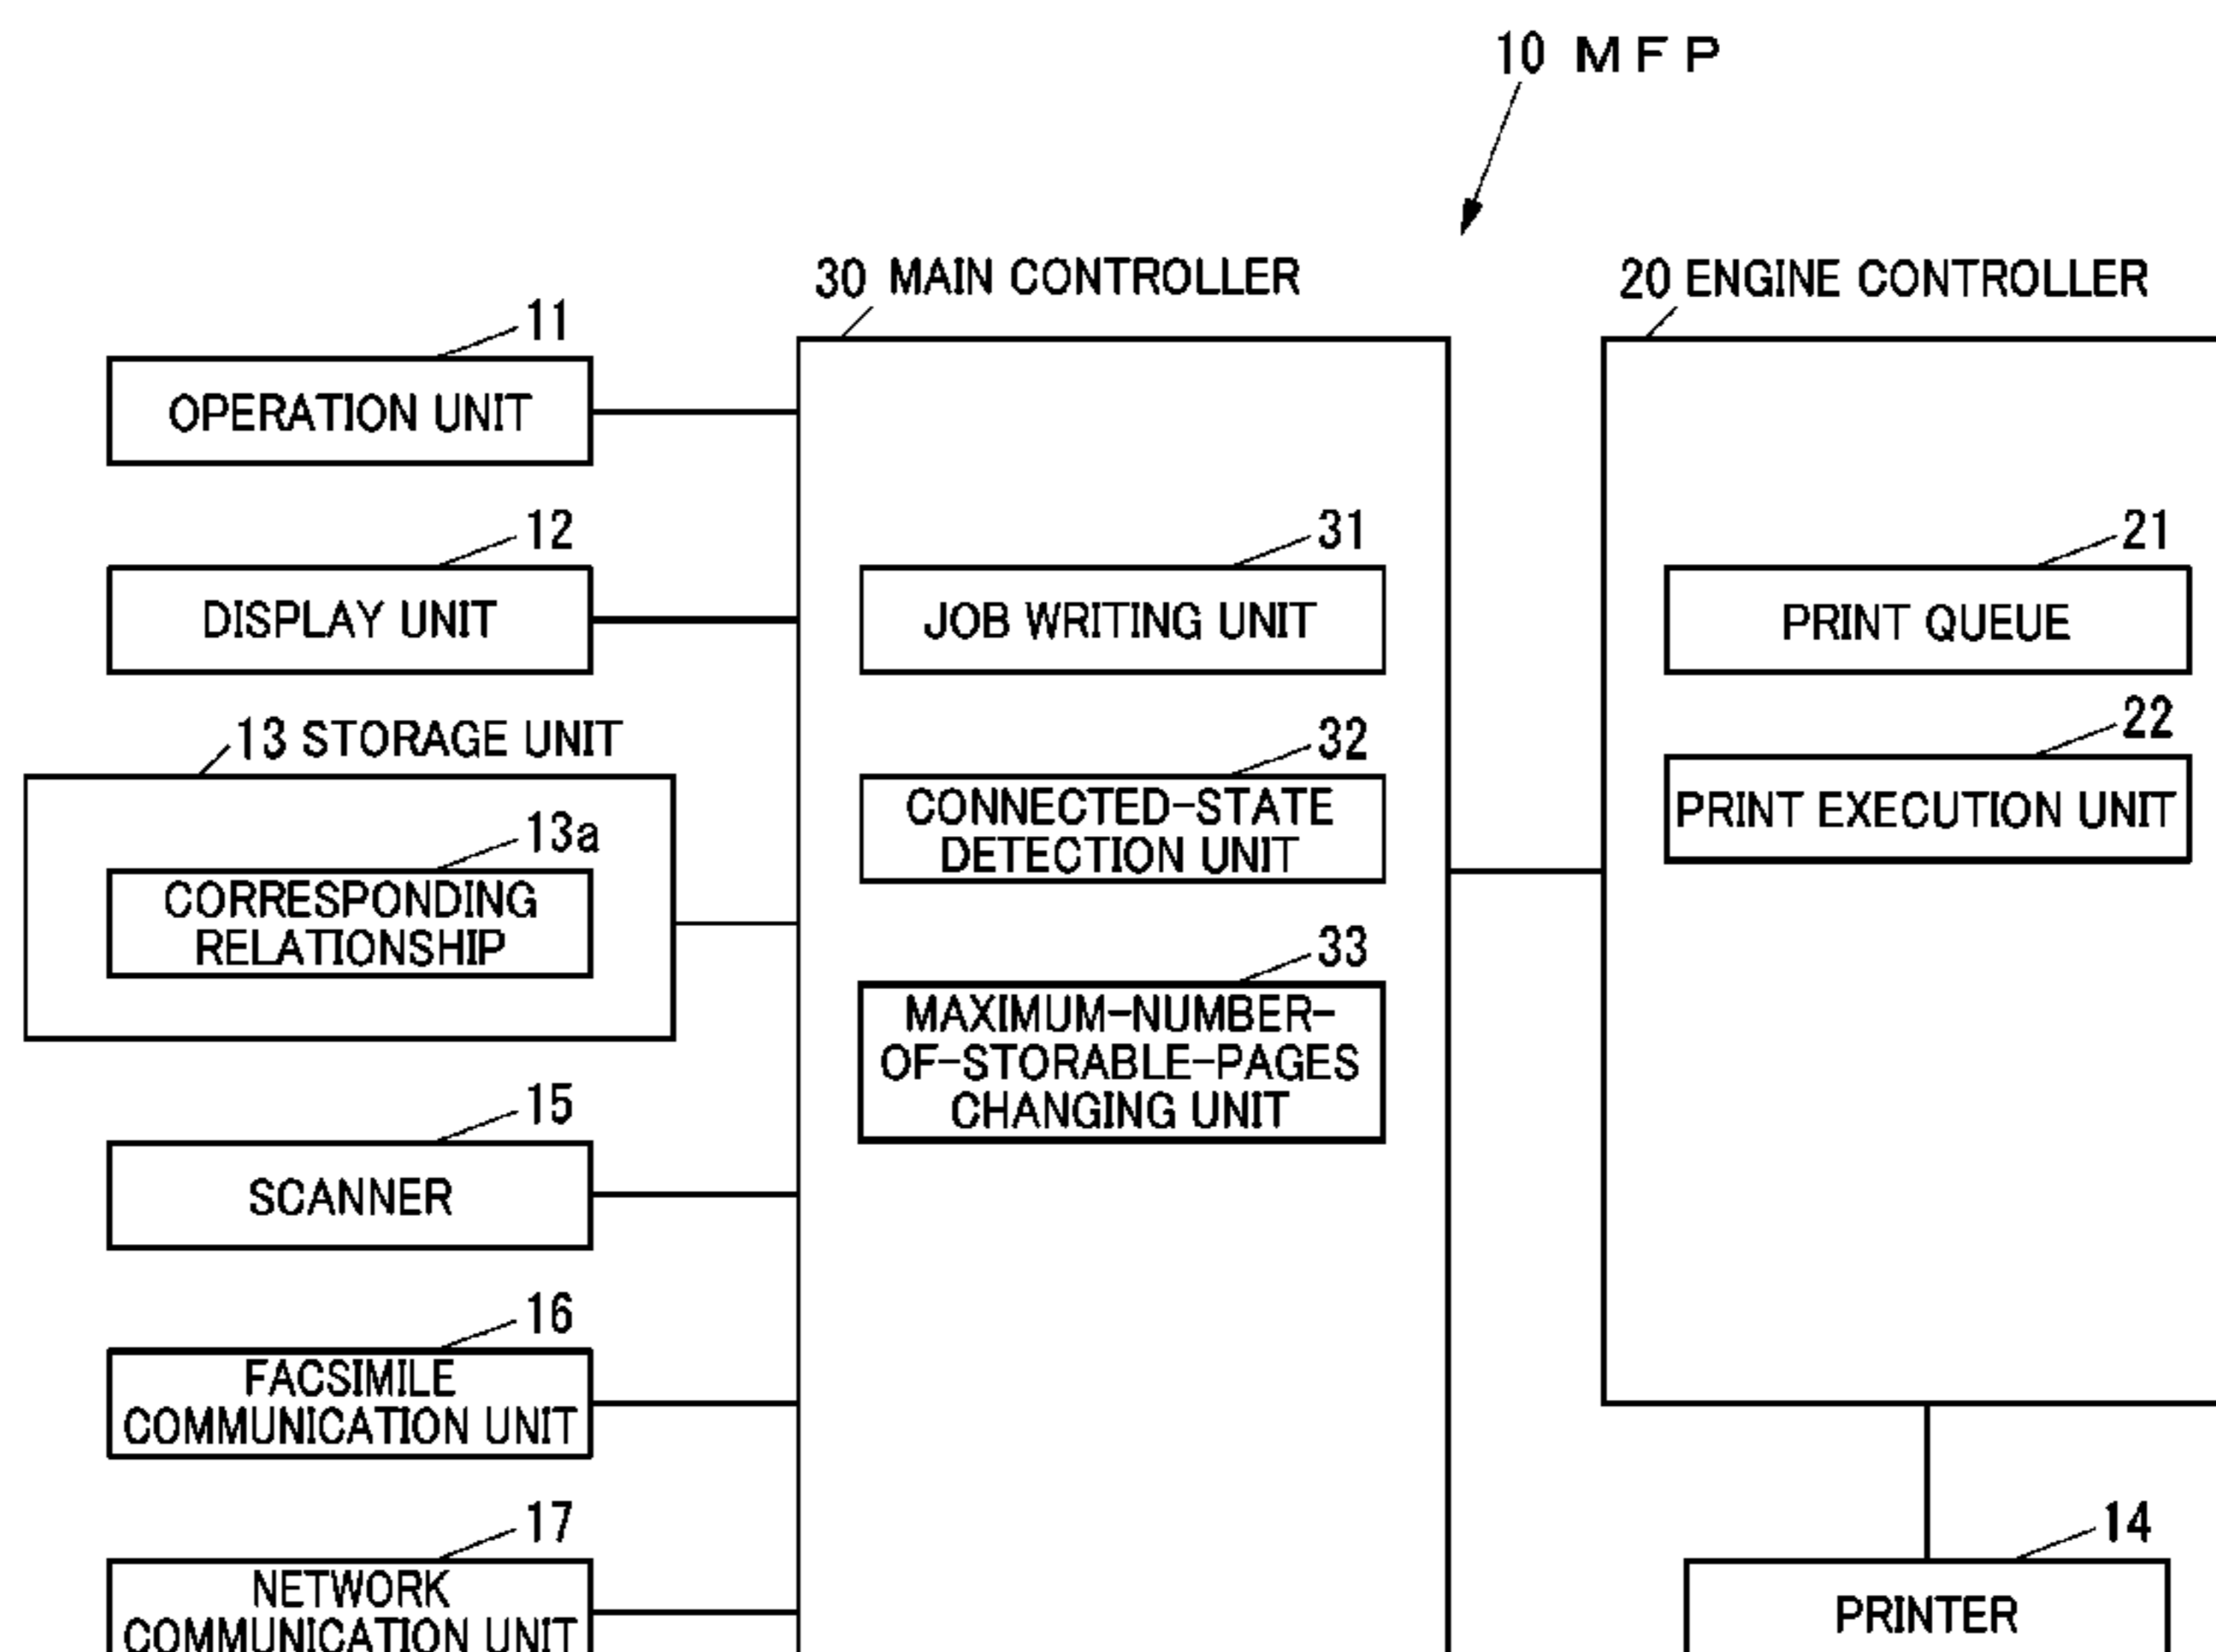 10 MFP
30 MAIN CONTROLLER
20 ENGINE CONTROLLER
11
OPERATION UNIT
12
DISPLAY UNIT
13 STORAGE UNIT
13a
CORRESPONDING
RELATIONSHIP
15
SCANNER
16
FACSIMILE
COMMUNICATION UNIT
17
NETWORK
COMMUNICATION UNIT
31
JOB WRITING UNIT
32
CONNECTED-STATE
DETECTION UNIT
33
MAXIMUM-NUMBER-
OF-STORABLE-PAGES
CHANGING UNIT
21
PRINT QUEUE
22
PRINT EXECUTION UNIT
14
PRINTER